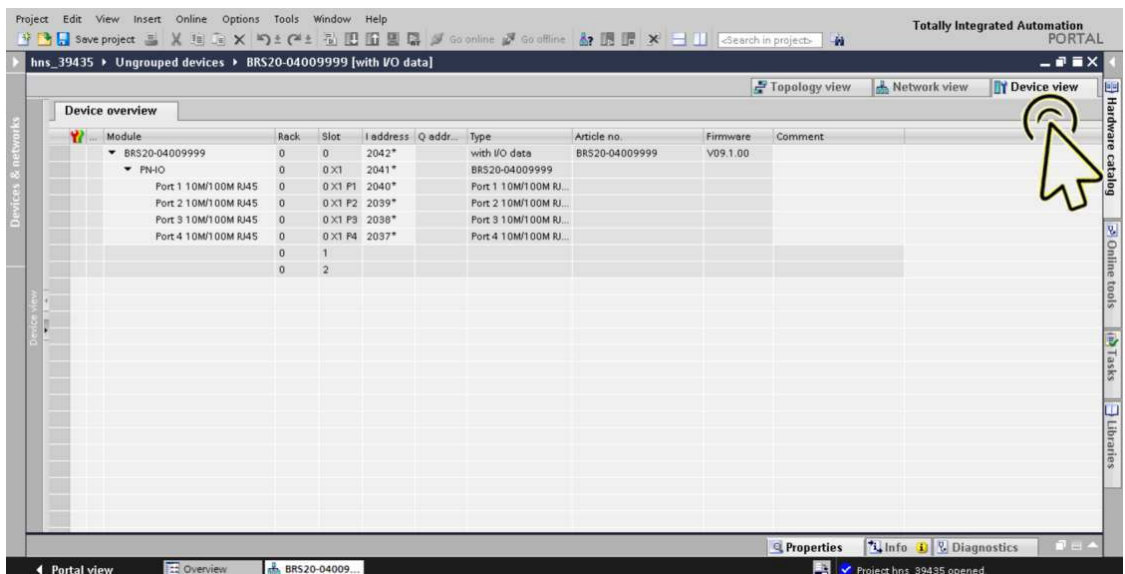 Project Edit View Insert Online Options Tools Window Help
Totally Integrated Automation
PORTAL
Save project Go online Go offline <Search in project>
hns_39435 ▸ Ungrouped devices ▸ BRS20-04009999 [with I/O data]
Topology view Network view Device view
Device overview
... Module Rack Slot I address Q addr... Type Article no. Firmware Comment
BRS20-04009999 0 0 2042* with I/O data BRS20-04009999 V09.1.00
PN-IO 0 0 X1 2041* BRS20-04009999
Port 1 10M/100M RJ45 0 0 X1 P1 2040* Port 1 10M/100M RJ...
Port 2 10M/100M RJ45 0 0 X1 P2 2039* Port 2 10M/100M RJ...
Port 3 10M/100M RJ45 0 0 X1 P3 2038* Port 3 10M/100M RJ...
Port 4 10M/100M RJ45 0 0 X1 P4 2037* Port 4 10M/100M RJ...
0 1
0 2
Devices & networks
Device view
Hardware catalog
Online tools
Tasks
Libraries
Properties Info Diagnostics
Portal view Overview BRS20-04009... Project hns_39435 opened.